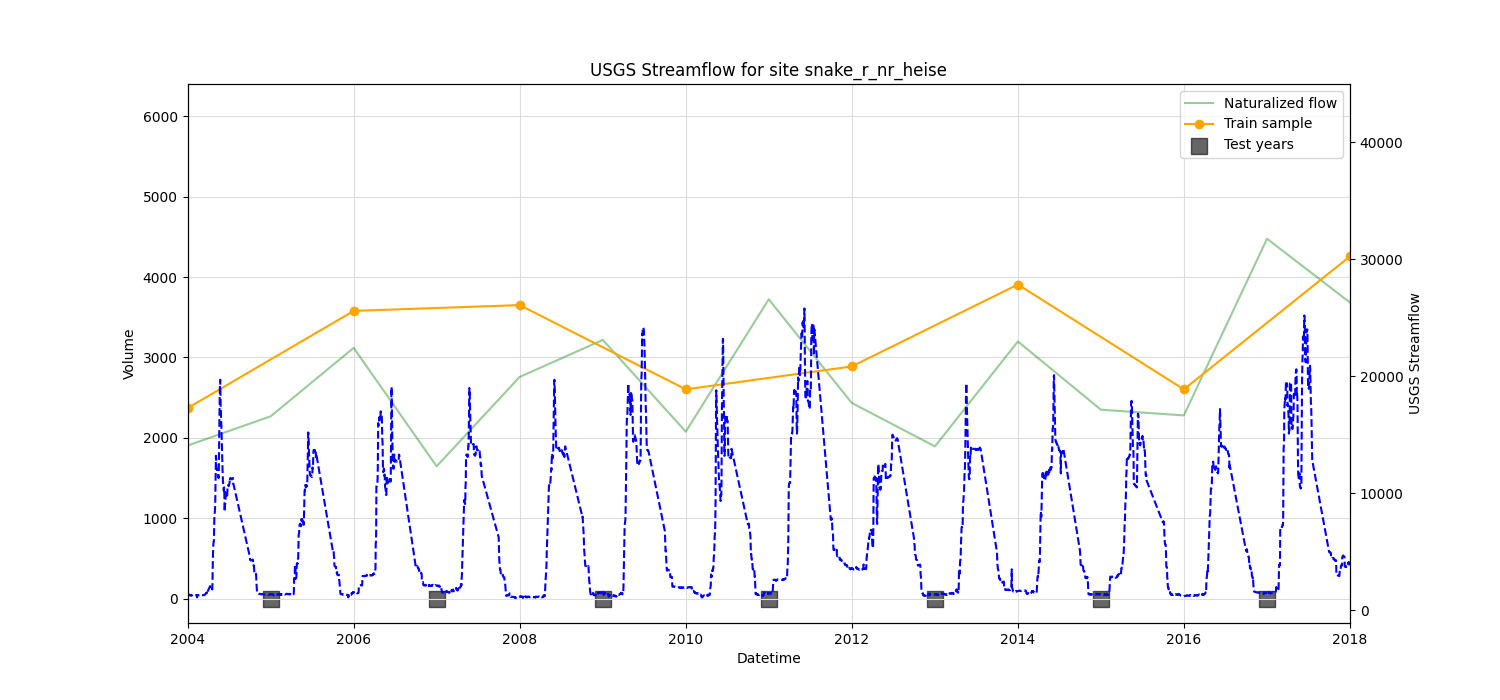 USGS Streamflow for site snake_r_nr_heise
Naturalized flow
Train sample
Test years
6000
5000
4000
3000
2000
1000
0
Volume
40000
30000
20000
10000
0
USGS Streamflow
2004 2006 2008 2010 2012 2014 2016 2018
Datetime